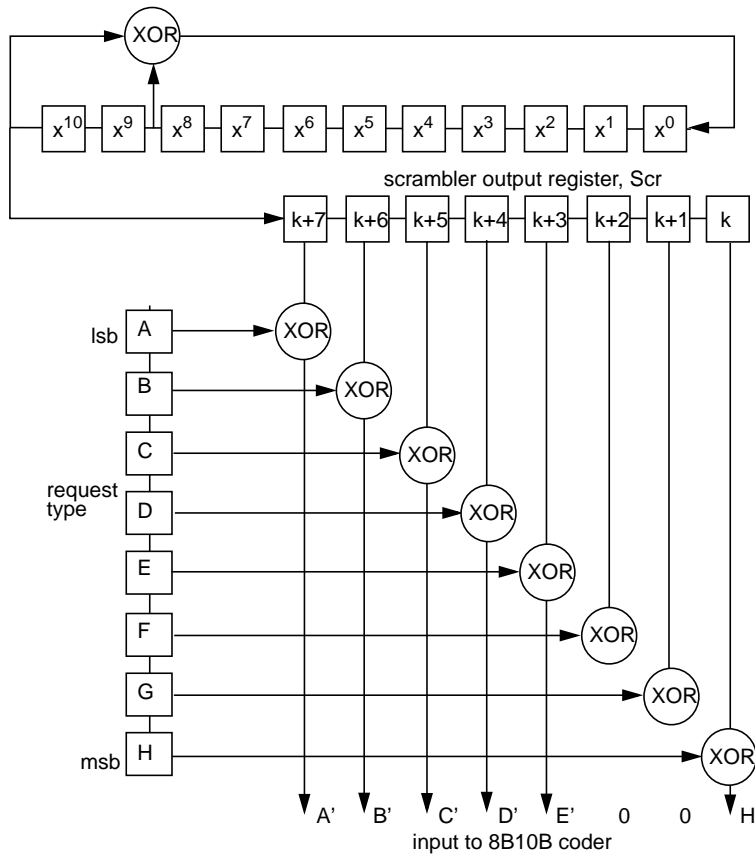 XOR
x10 x9 x8 x7 x6 x5 x4 x3 x2 x1 x0
scrambler output register, Scr
k+7 k+6 k+5 k+4 k+3 k+2 k+1 k
lsb A XOR
B XOR
C XOR
request
type
D XOR
E XOR
F XOR
G XOR
msb H XOR
A’ B’ C’ D’ E’ 0 0 H
input to 8B10B coder